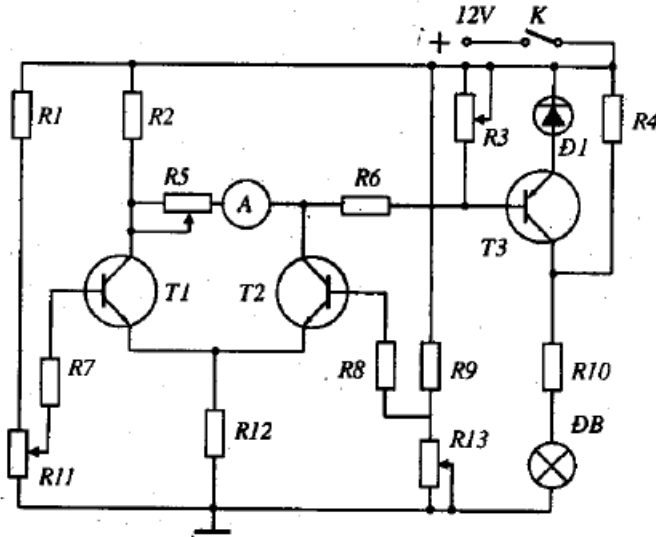 12V K
+
R1 R2 R3 Đ1 R4
R5 A R6
T1 T2 T3
R7 R8 R9 R10
R11 R12 R13 ĐB